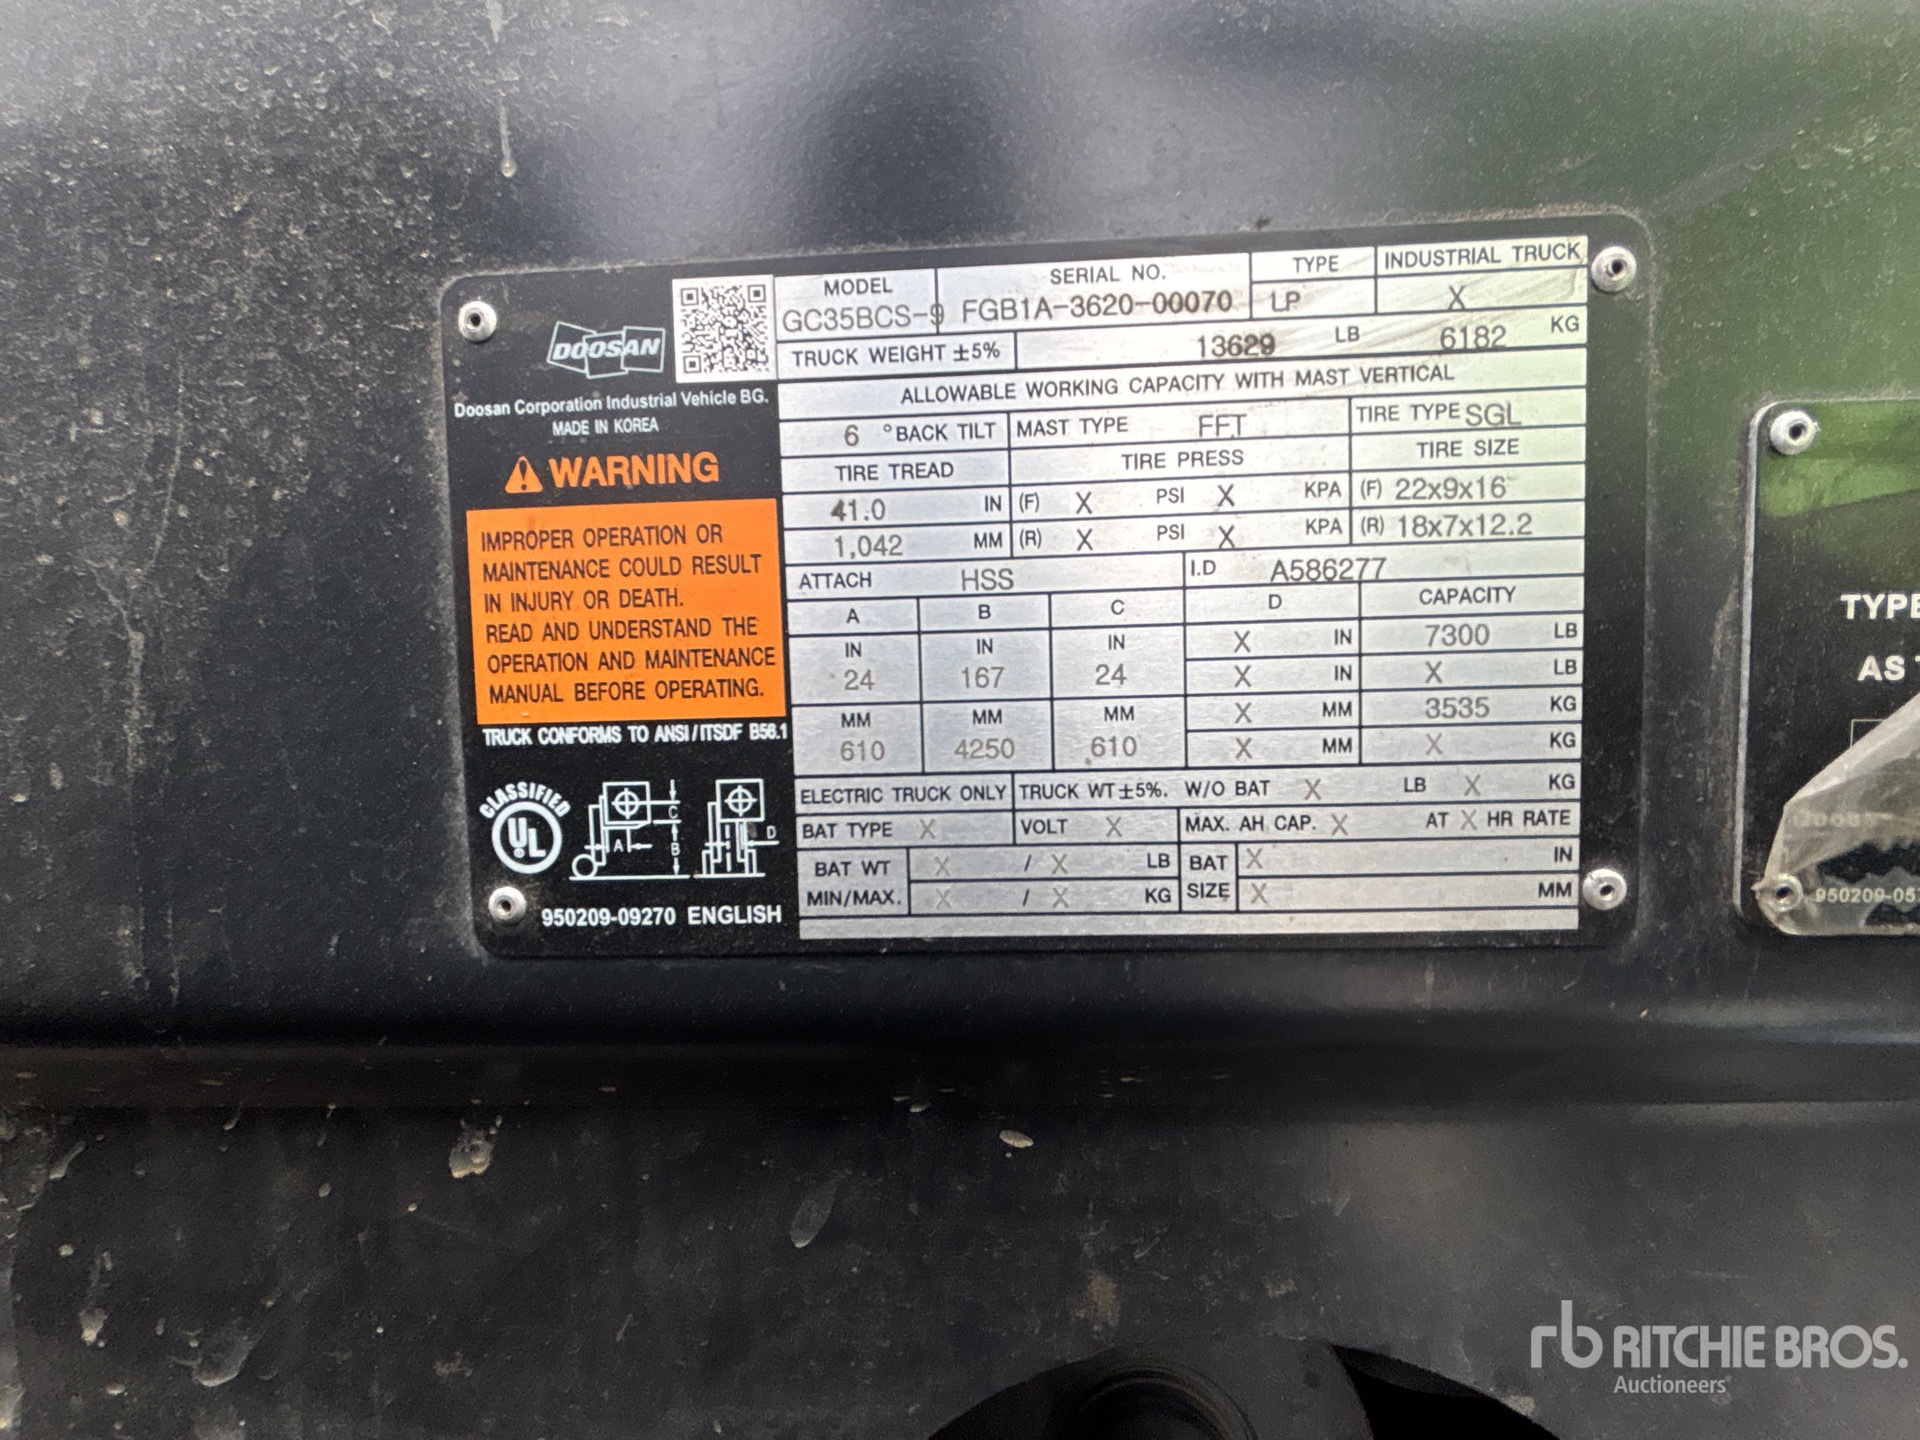 DOOSAN
Doosan Corporation Industrial Vehicle BG.
MADE IN KOREA
WARNING
IMPROPER OPERATION OR
MAINTENANCE COULD RESULT
IN INJURY OR DEATH.
READ AND UNDERSTAND THE
OPERATION AND MAINTENANCE
MANUAL BEFORE OPERATING.
TRUCK CONFORMS TO ANSI/ITSDF B56.1
CLASSIFIED
UL
A B C D
950209-09270 ENGLISH
MODEL SERIAL NO. TYPE INDUSTRIAL TRUCK
GC35BCS-9 FGB1A-3620-00070 LP X
TRUCK WEIGHT ±5% 13629 LB 6182 KG
ALLOWABLE WORKING CAPACITY WITH MAST VERTICAL
6 °BACK TILT MAST TYPE FFT TIRE TYPE SGL
TIRE TREAD TIRE PRESS TIRE SIZE
41.0 IN (F) X PSI X KPA (F) 22x9x16
1,042 MM (R) X PSI X KPA (R) 18x7x12.2
ATTACH HSS I.D A586277
A B C D CAPACITY
IN IN IN X IN 7300 LB
24 167 24 X IN X LB
MM MM MM X MM 3535 KG
610 4250 610 X MM X KG
ELECTRIC TRUCK ONLY TRUCK WT ±5%. W/O BAT X LB X KG
BAT TYPE X VOLT X MAX. AH CAP. X AT X HR RATE
BAT WT X / X LB BAT X IN
MIN/MAX. X / X KG SIZE X MM
TYPE
AS
950209-05
rb RITCHIE BROS.
Auctioneers